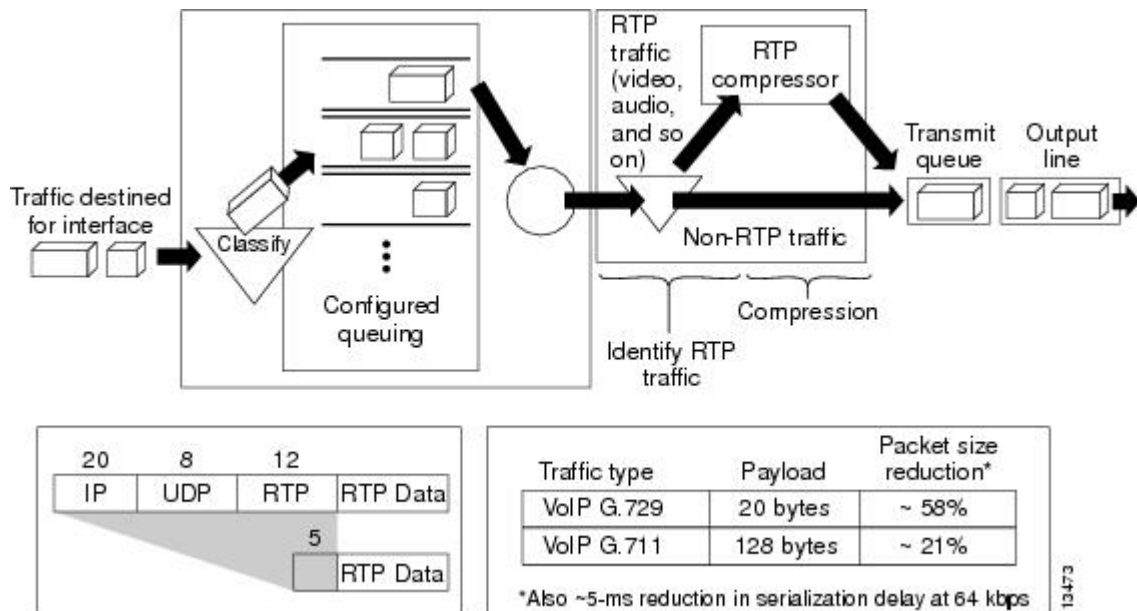 RTP
traffic
(video,
audio,
and so
on)
RTP
compressor
Transmit
queue
Output
line
Traffic destined
for interface
Classify
Configured
queuing
Non-RTP traffic
Compression
Identify RTP
traffic
20 8 12
IP UDP RTP RTP Data
5
RTP Data
Traffic type Payload Packet size
reduction*
VoIP G.729 20 bytes ~ 58%
VoIP G.711 128 bytes ~ 21%
*Also ~5-ms reduction in serialization delay at 64 kbps
13473